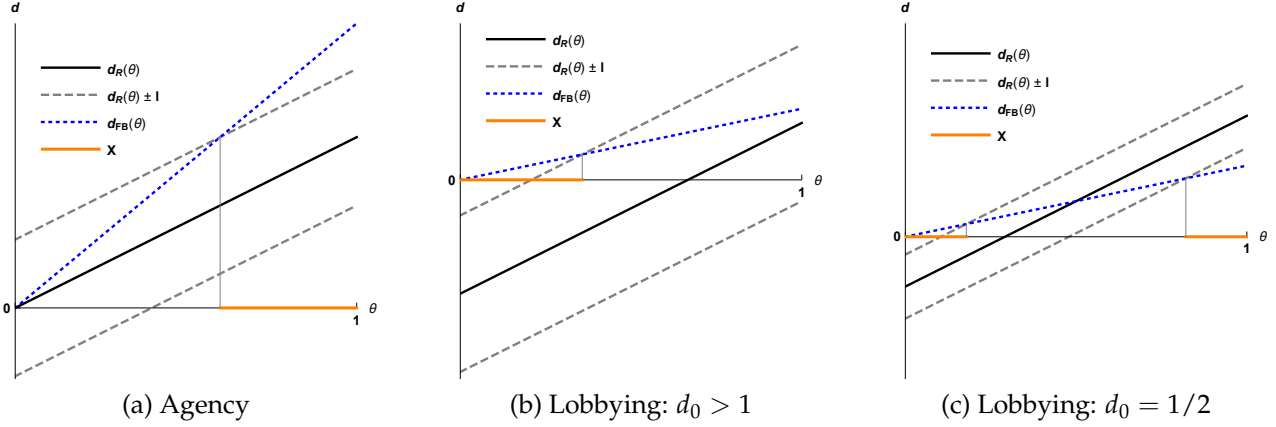 d
d_R(θ)
d_R(θ) ± l
d_FB(θ)
X
0
θ
1
(a) Agency
d
d_R(θ)
d_R(θ) ± l
d_FB(θ)
X
0
θ
1
(b) Lobbying: d_0 > 1
d
d_R(θ)
d_R(θ) ± l
d_FB(θ)
X
0
θ
1
(c) Lobbying: d_0 = 1/2